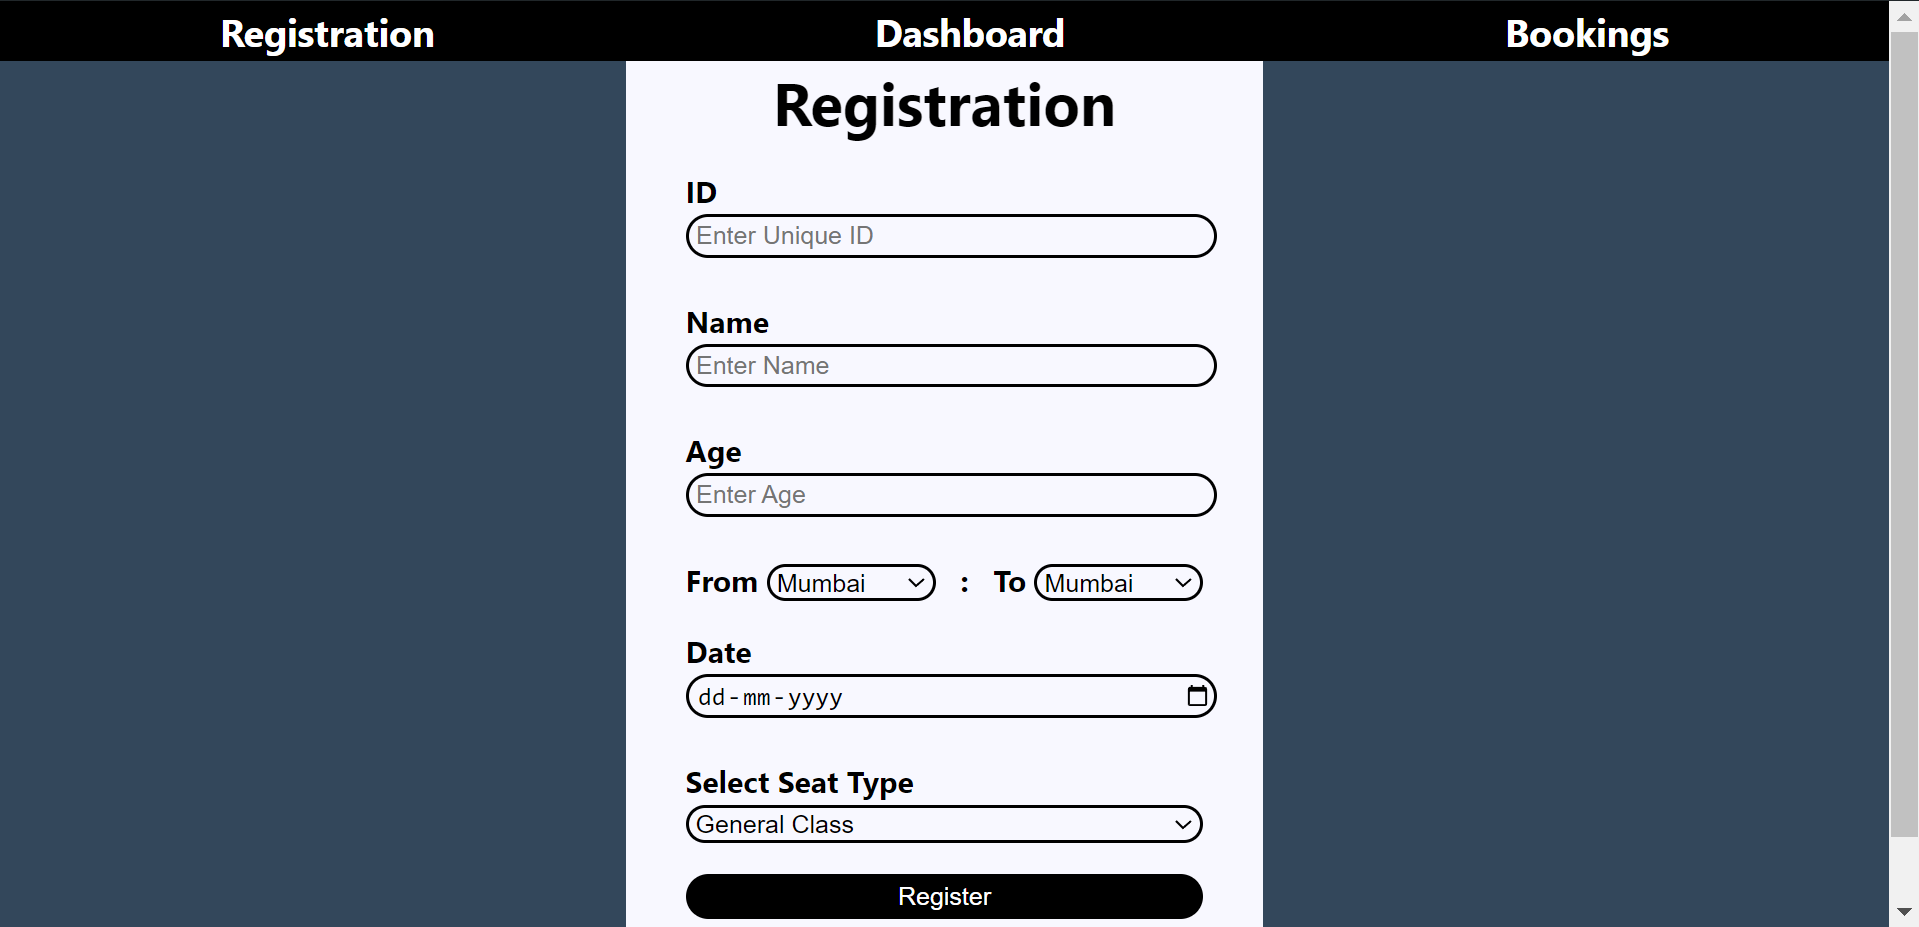 Registration Dashboard Bookings
Registration
ID
Enter Unique ID
Name
Enter Name
Age
Enter Age
From Mumbai : To Mumbai
Date
dd-mm-yyyy
Select Seat Type
General Class
Register